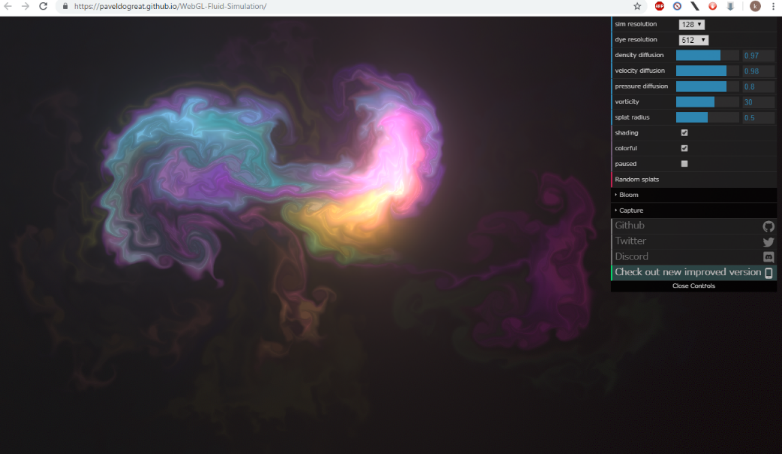 https://paveldogreat.github.io/WebGL-Fluid-Simulation/
sim resolution 128
dye resolution 512
density diffusion 0.97
velocity diffusion 0.98
pressure diffusion 0.8
vorticity 38
splat radius 0.5
shading
colorful
paused
Random splats
Bloom
Capture
Github
Twitter
Discord
Check out new improved version
Close Controls